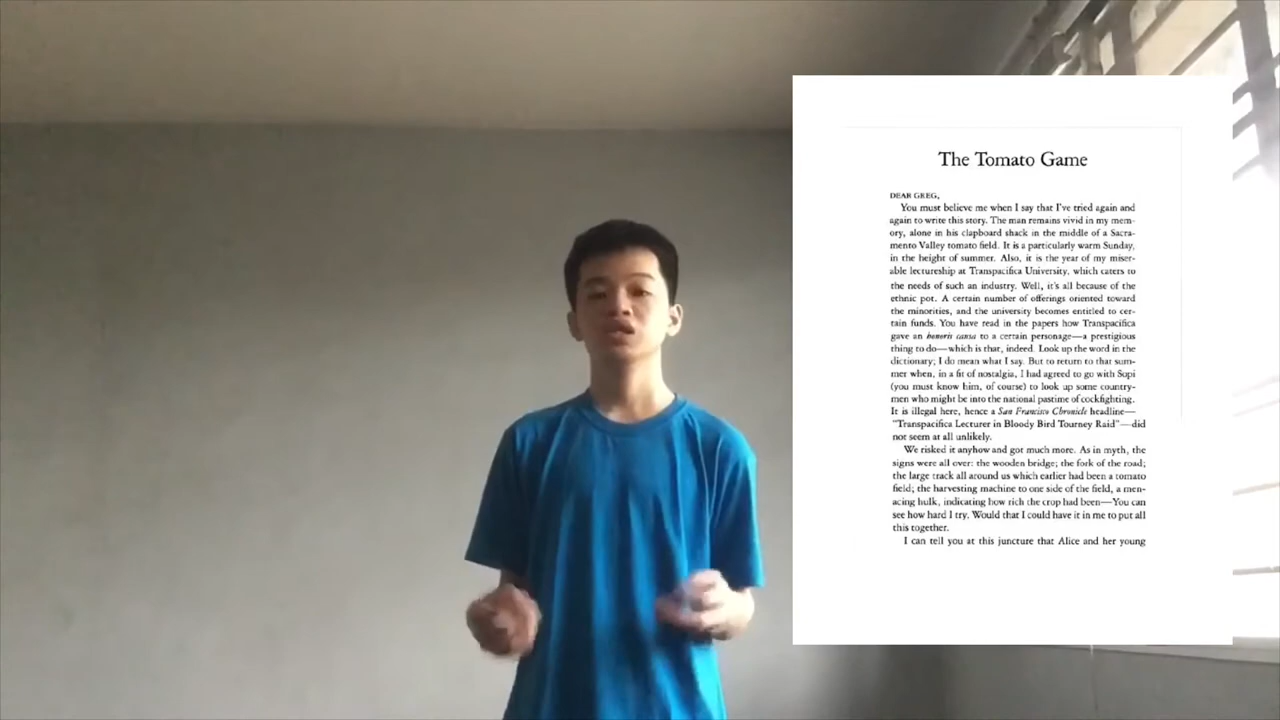 The Tomato Game
DEAR GREG,
You must believe me when I say that I've tried again and
again to write this story. The man remains vivid in my mem-
ory, alone in his clapboard shack in the middle of a Sacra-
mento Valley tomato field. It is a particularly warm Sunday,
in the height of summer. Also, it is the year of my miser-
able lectureship at Transpacifica University, which caters to
the needs of such an industry. Well, it's all because of the
ethnic pot. A certain number of offerings oriented toward
the minorities, and the university becomes entitled to cer-
tain funds. You have read in the papers how Transpacifica
gave an honoris causa to a certain personage—a prestigious
thing to do—which is that, indeed. Look up the word in the
dictionary; I do mean what I say. But to return to that sum-
mer when, in a fit of nostalgia, I had agreed to go with Sopi
(you must know him, of course) to look up some country-
men who might be into the national pastime of cockfighting.
It is illegal here, hence a San Francisco Chronicle headline—
"Transpacifica Lecturer in Bloody Bird Tourney Raid"—did
not seem at all unlikely.
We risked it anyhow and got much more. As in myth, the
signs were all over: the wooden bridge; the fork of the road;
the large track all around us which earlier had been a tomato
field; the harvesting machine to one side of the field, a men-
acing hulk, indicating how rich the crop had been—You can
see how hard I try. Would that I could have it in me to put all
this together.
I can tell you at this juncture that Alice and her young